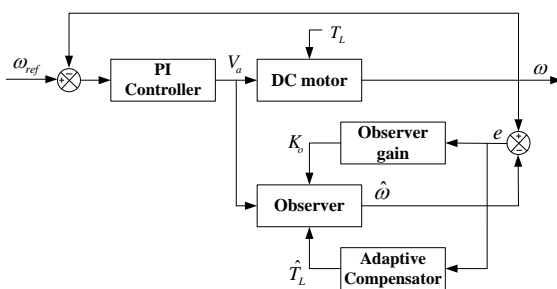 T_L
ω_ref
+
−
PI
Controller
V_a
DC motor
ω
K_o
Observer
gain
e
+
−
Observer
ω̂
T̂_L
Adaptive
Compensator